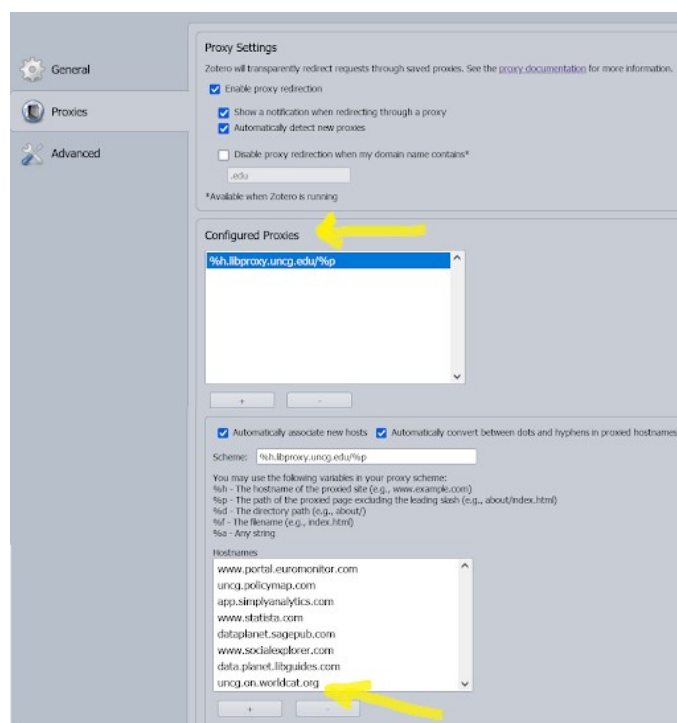 General
Proxies
Advanced
Proxy Settings
Zotero will transparently redirect requests through saved proxies. See the proxy documentation for more information.
Enable proxy redirection
Show a notification when redirecting through a proxy
Automatically detect new proxies
Disable proxy redirection when my domain name contains*
.edu
*Available when Zotero is running
Configured Proxies
%h.libproxy.uncg.edu/%p
+ -
Automatically associate new hosts Automatically convert between dots and hyphens in proxied hostnames
Scheme: %h.libproxy.uncg.edu/%p
You may use the following variables in your proxy scheme:
%h - The hostname of the proxied site (e.g., www.example.com)
%p - The path of the proxied page excluding the leading slash (e.g., about/index.html)
%d - The directory path (e.g., about/)
%f - The filename (e.g., index.html)
%a - Any string
Hostnames
www.portal.euromonitor.com
uncg.policymap.com
app.simplyanalytics.com
www.statista.com
dataplanet.sagepub.com
www.socialexplorer.com
data.planet.libguides.com
uncg.on.worldcat.org
+ -